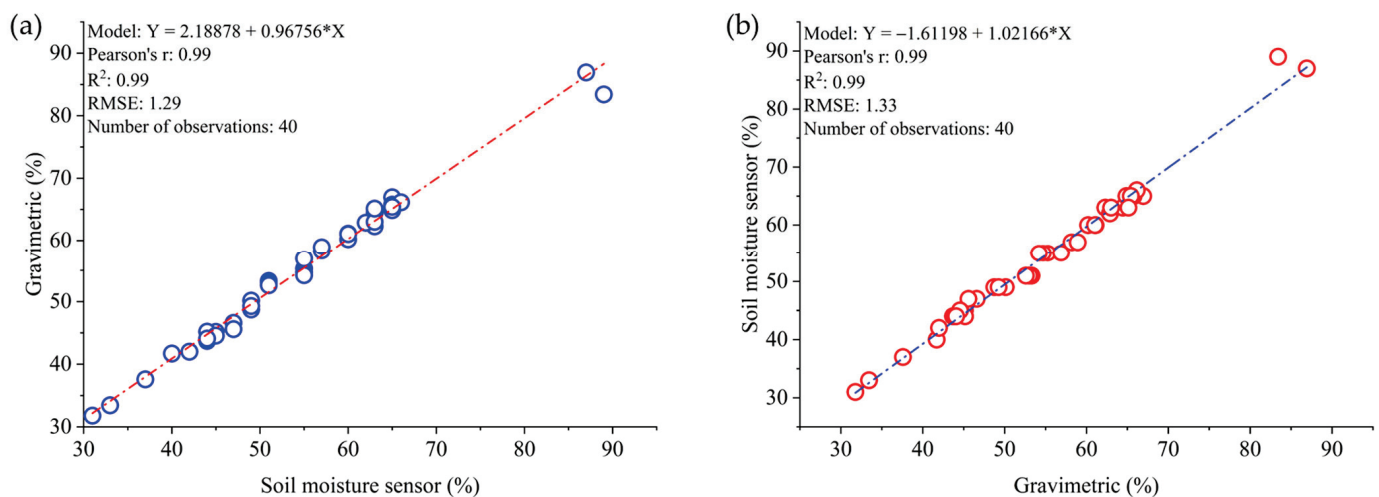 (a)
Model: Y = 2.18878 + 0.96756*X
Pearson's r: 0.99
R²: 0.99
RMSE: 1.29
Number of observations: 40
90
80
70
60
50
40
30
Gravimetric (%)
30 40 50 60 70 80 90
Soil moisture sensor (%)
(b)
Model: Y = −1.61198 + 1.02166*X
Pearson's r: 0.99
R²: 0.99
RMSE: 1.33
Number of observations: 40
90
80
70
60
50
40
30
Soil moisture sensor (%)
30 40 50 60 70 80 90
Gravimetric (%)